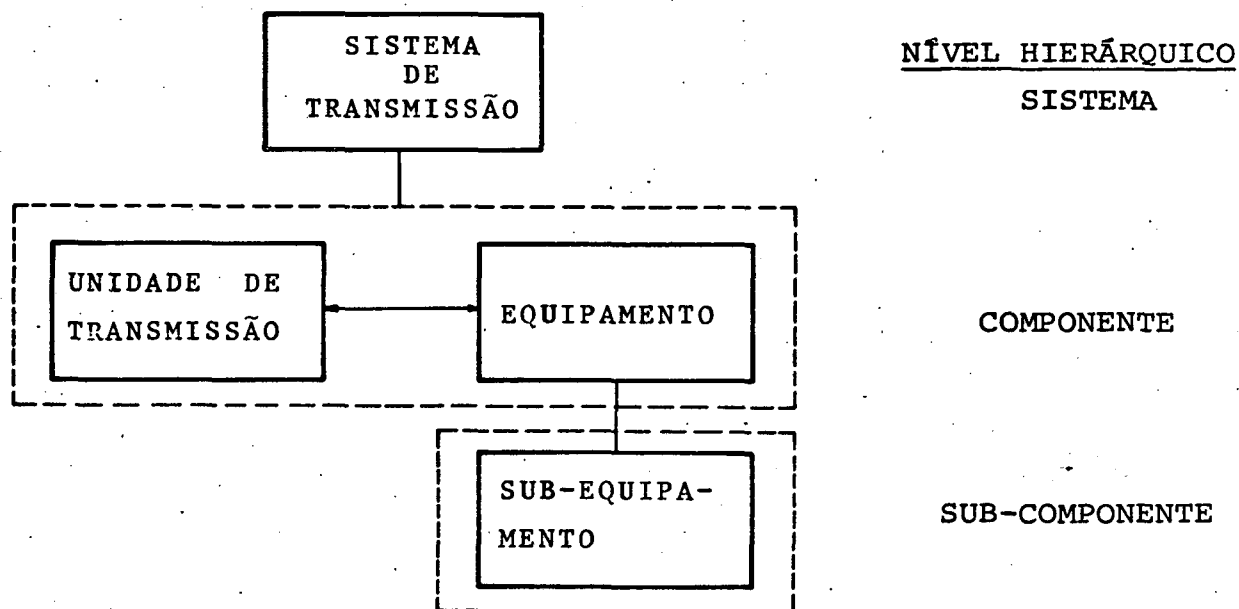 SISTEMA
DE
TRANSMISSÃO
NÍVEL HIERÁRQUICO
SISTEMA
UNIDADE DE
TRANSMISSÃO
EQUIPAMENTO
COMPONENTE
SUB-EQUIPA-
MENTO
SUB-COMPONENTE